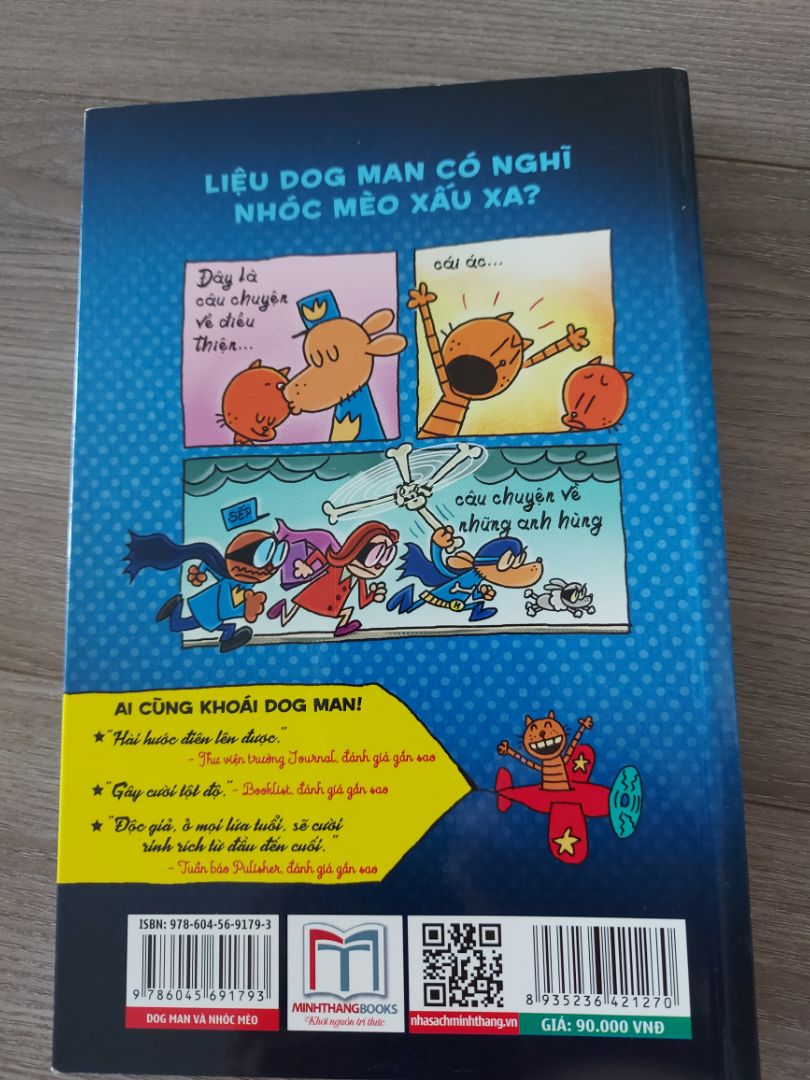 LIỆU DOG MAN CÓ NGHĨ
NHÓC MÈO XẤU XA?
Đây là
câu chuyện
về điều
thiện...
cái ác...
câu chuyện về
những anh hùng
SẾP
AI CŨNG KHOÁI DOG MAN!
★"Hài hước điên lên được."
- Thư viện trường Journal, đánh giá gắn sao
★"Gây cười tột độ."- Booklist, đánh giá gắn sao
★ "Độc giả, ở mọi lứa tuổi, sẽ cười
rinh rích từ đầu đến cuối."
- Tuần báo Pulisher, đánh giá gắn sao
ISBN: 978-604-56-9179-3
9 786045 691793
DOG MAN VÀ NHÓC MÈO
MINHTHANGBOOKS
Khơi nguồn tri thức
nhasachminhthang.vn
8 935236 421270
GIÁ: 90.000 VNĐ